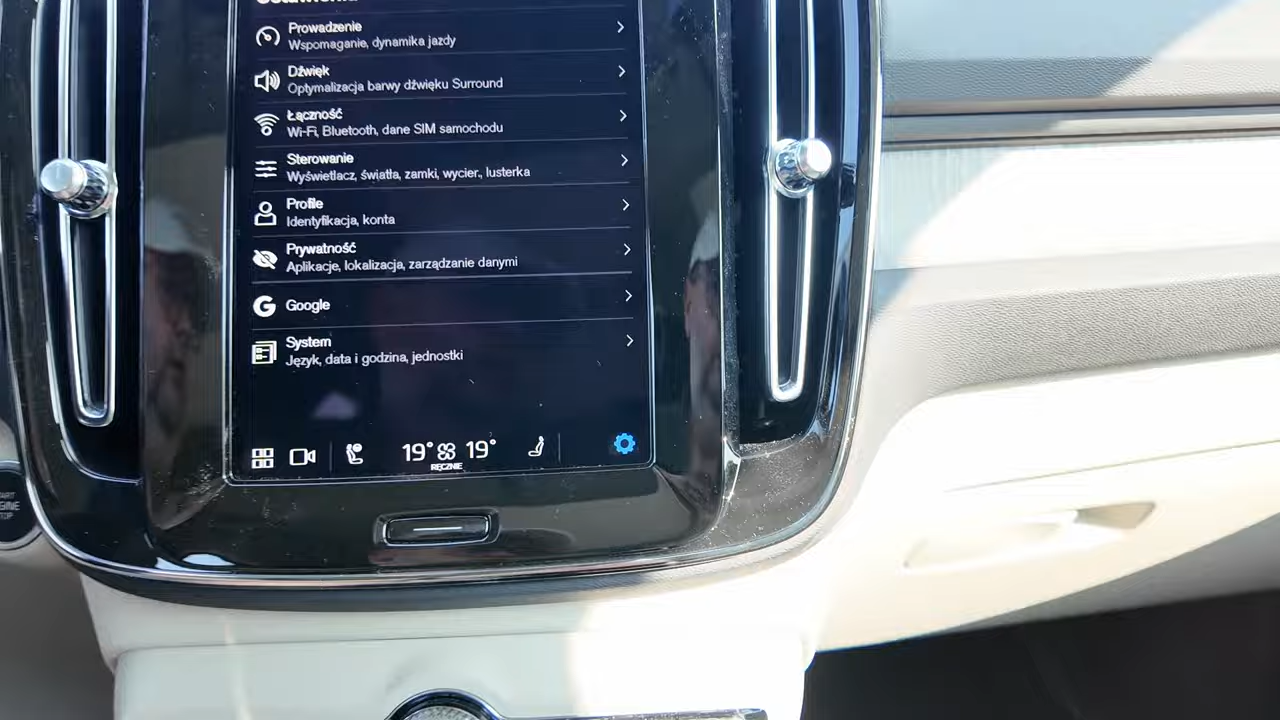 Ustawienia
Prowadzenie
Wspomaganie, dynamika jazdy
Dźwięk
Optymalizacja barwy dźwięku Surround
Łączność
Wi-Fi, Bluetooth, dane SIM samochodu
Sterowanie
Wyświetlacz, światła, zamki, wycier., lusterka
Profile
Identyfikacja, konta
Prywatność
Aplikacje, lokalizacja, zarządzanie danymi
Google
System
Język, data i godzina, jednostki
19° 19°
RĘCZNIE